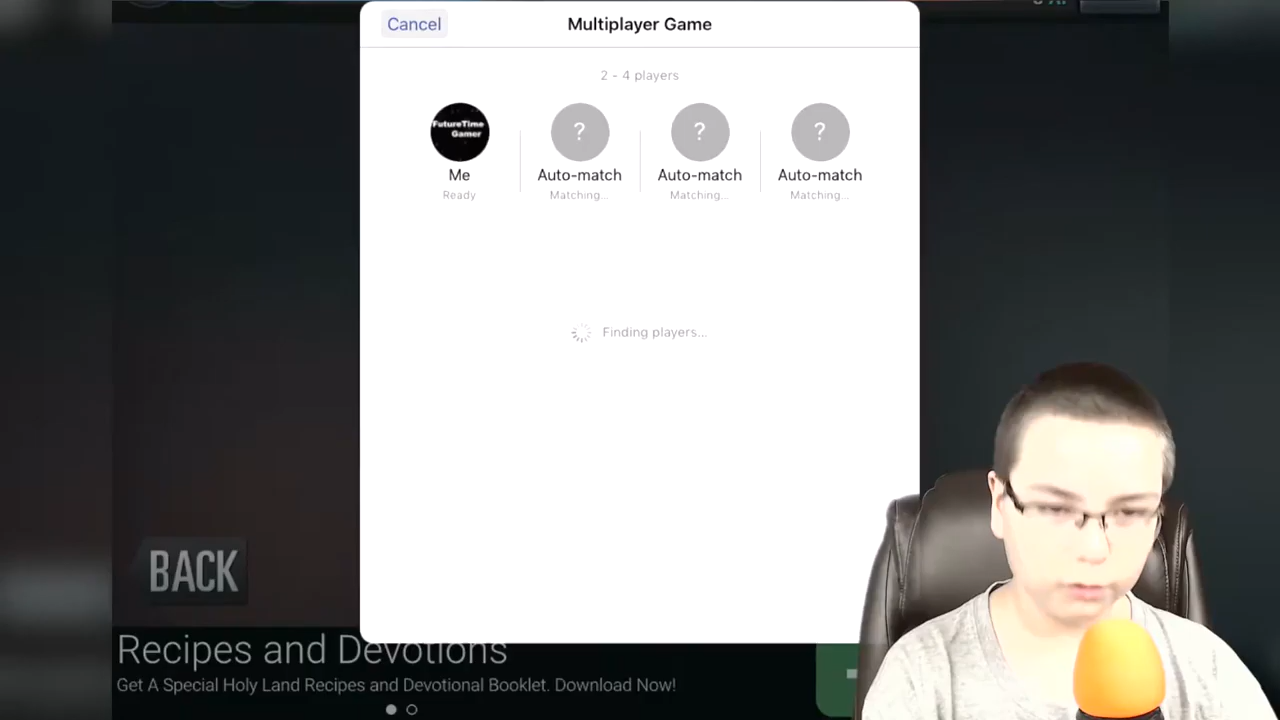 Cancel
Multiplayer Game
2 - 4 players
FutureTime
Gamer
?
?
?
Me
Auto-match
Auto-match
Auto-match
Ready
Matching...
Matching...
Matching...
Finding players...
BACK
Recipes and Devotions
Get A Special Holy Land Recipes and Devotional Booklet. Download Now!